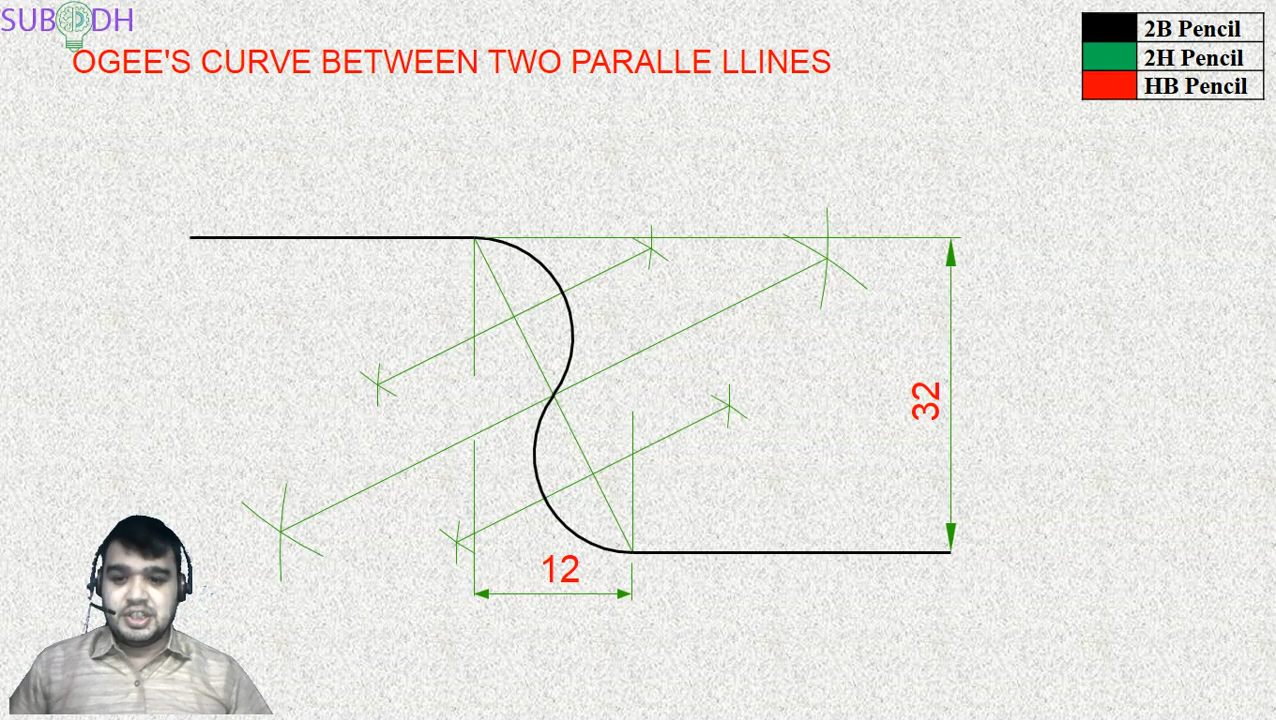 SUBODH
OGEE'S CURVE BETWEEN TWO PARALLE LLINES
2B Pencil
2H Pencil
HB Pencil
32
12